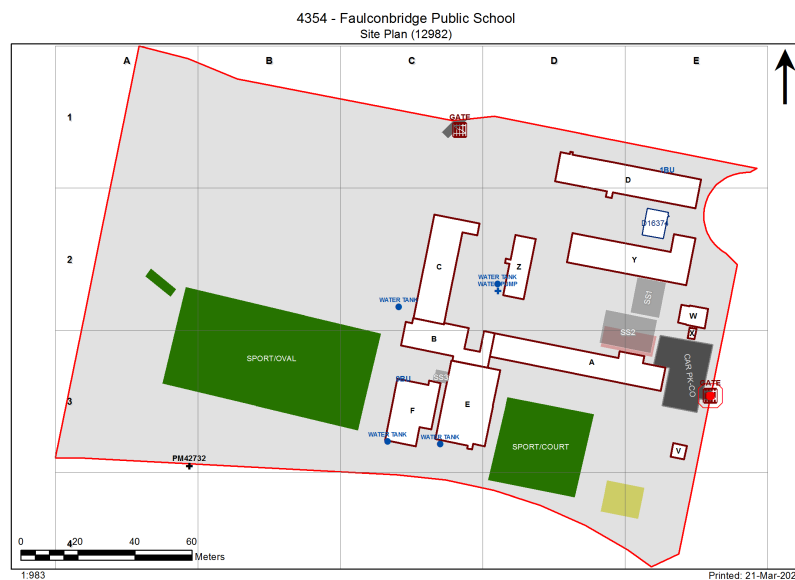 4354 - Faulconbridge Public School
Site Plan (12982)
A B C D E
1
GATE
1BU
D
D16374
2
C
Z
Y
WATER TANK
WATER PUMP
WATER TANK
SS1
W
SS2
X
B
SPORT/OVAL
A
CAR PK-CO
GATE
3
SS3
F
E
WATER TANK
WATER TANK
SPORT/COURT
V
PM42732
4
0 20 40 60
Meters
1:983
Printed: 21-Mar-202